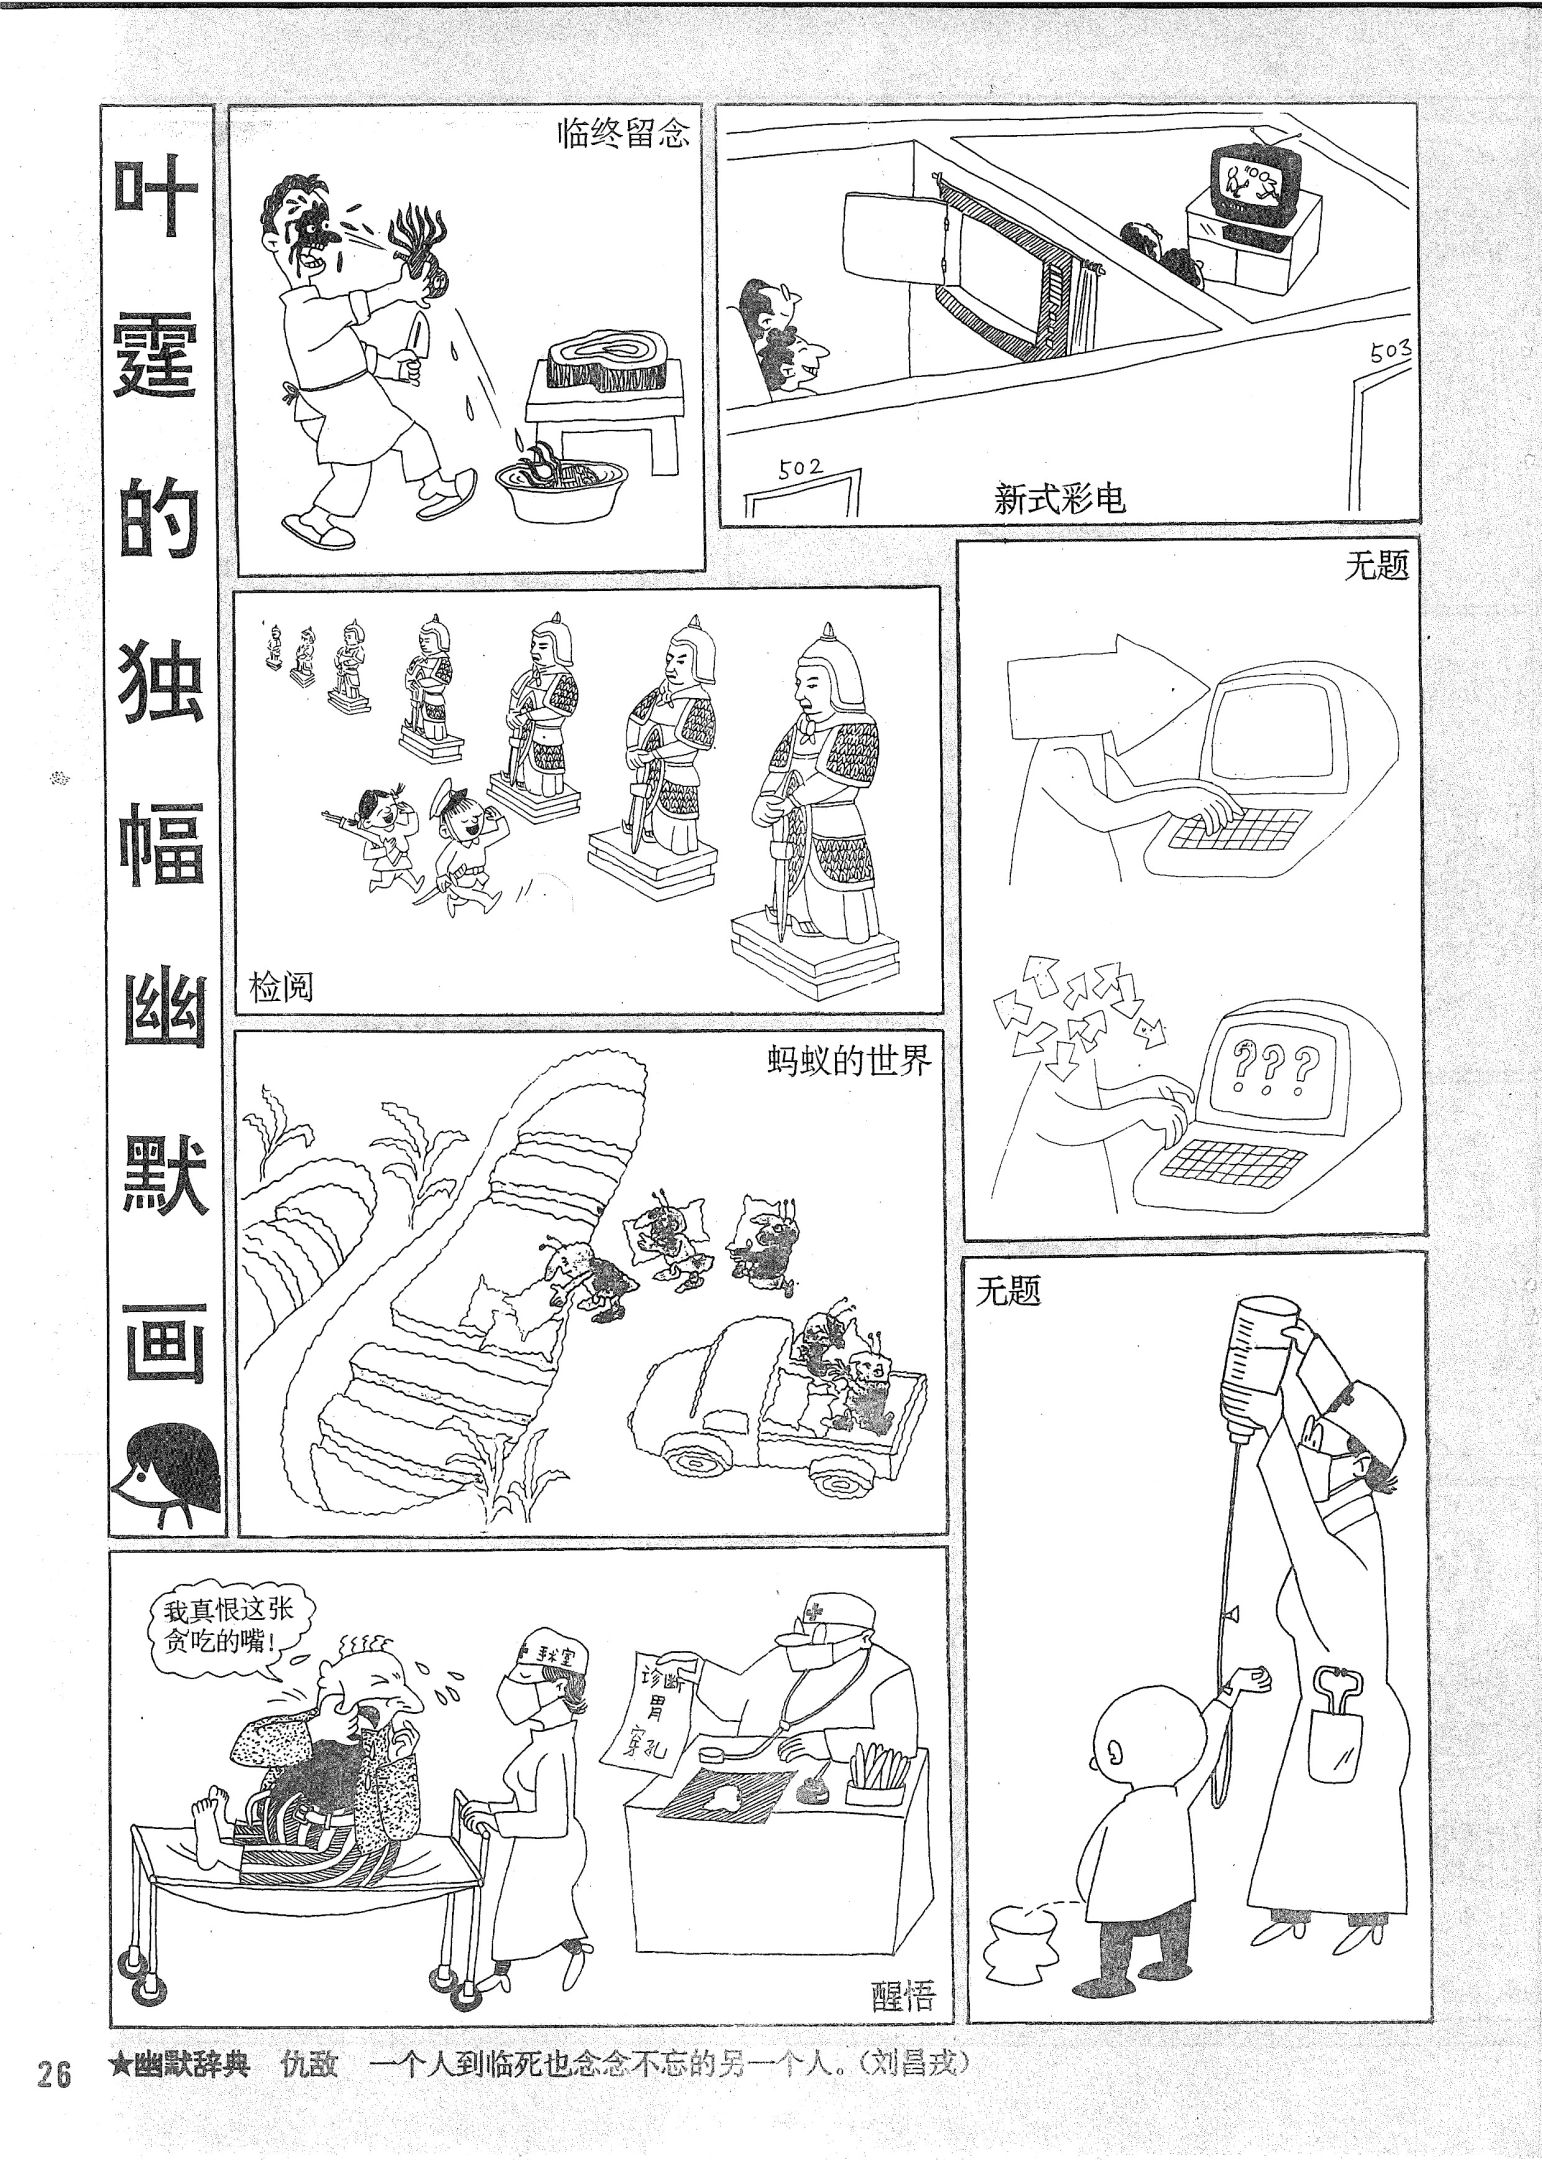 叶霆的独幅幽默画
临终留念
503
502
新式彩电
无题
检阅
???
蚂蚁的世界
无题
我真恨这张
贪吃的嘴!
手术室
诊断
胃
穿孔
醒悟
★幽默辞典 仇敌 一个人到临死也念念不忘的另一个人。(刘昌戎)
26